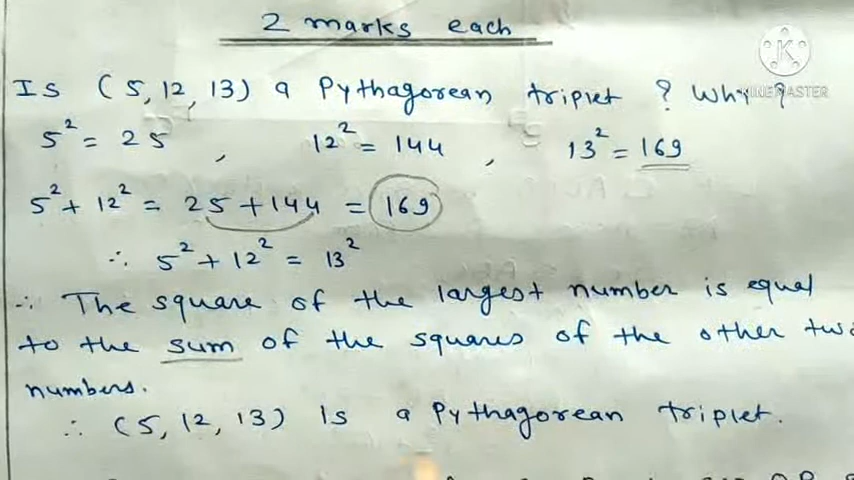 2 marks each
Is (5, 12, 13) a Pythagorean triplet ? Why ?
KINEMASTER
5² = 25 , 12² = 144 , 13² = 169
5² + 12² = 25 + 144 = 169
∴ 5² + 12² = 13²
∴ The square of the largest number is equal
to the sum of the squares of the other two
numbers.
∴ (5, 12, 13) Is a Pythagorean triplet.